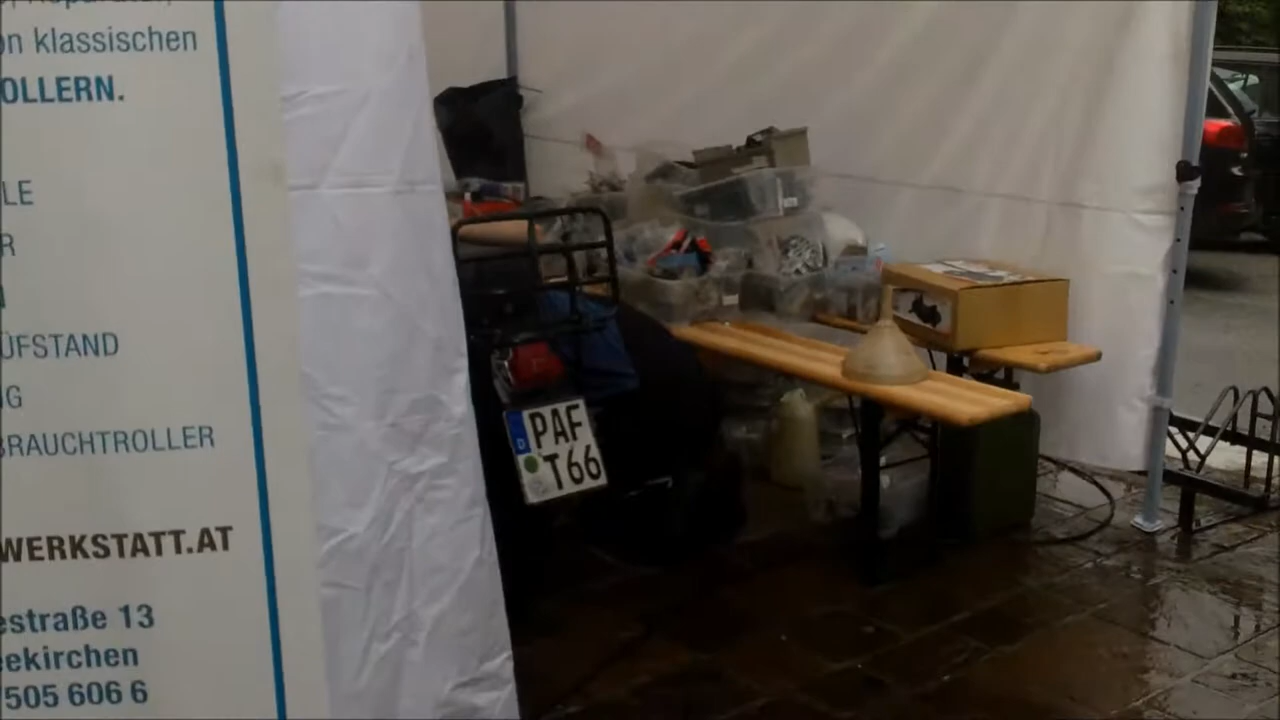 on klassischen
OLLERN.
LE
R
ÜFSTAND
G
BRAUCHTROLLER
WERKSTATT.AT
estraße 13
eekirchen
505 606 6
D
PAF
T66